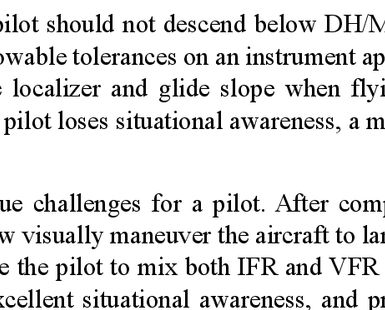 pilot should not descend below DH/M
owable tolerances on an instrument ap
localizer and glide slope when flyi
pilot loses situational awareness, a m
ue challenges for a pilot. After comp
w visually maneuver the aircraft to lan
e the pilot to mix both IFR and VFR
xcellent situational awareness, and pr